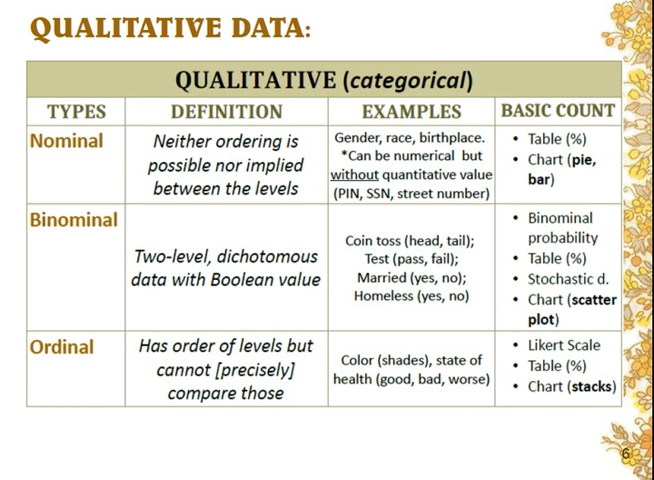 QUALITATIVE DATA:
QUALITATIVE (categorical)
TYPES
DEFINITION
EXAMPLES
BASIC COUNT
Nominal
Neither ordering is
possible nor implied
between the levels
Gender, race, birthplace.
*Can be numerical but
without quantitative value
(PIN, SSN, street number)
• Table (%)
• Chart (pie,
bar)
Binominal
Two-level, dichotomous
data with Boolean value
Coin toss (head, tail);
Test (pass, fail);
Married (yes, no);
Homeless (yes, no)
• Binominal
probability
• Table (%)
• Stochastic d.
• Chart (scatter
plot)
Ordinal
Has order of levels but
cannot [precisely]
compare those
Color (shades), state of
health (good, bad, worse)
• Likert Scale
• Table (%)
• Chart (stacks)
6